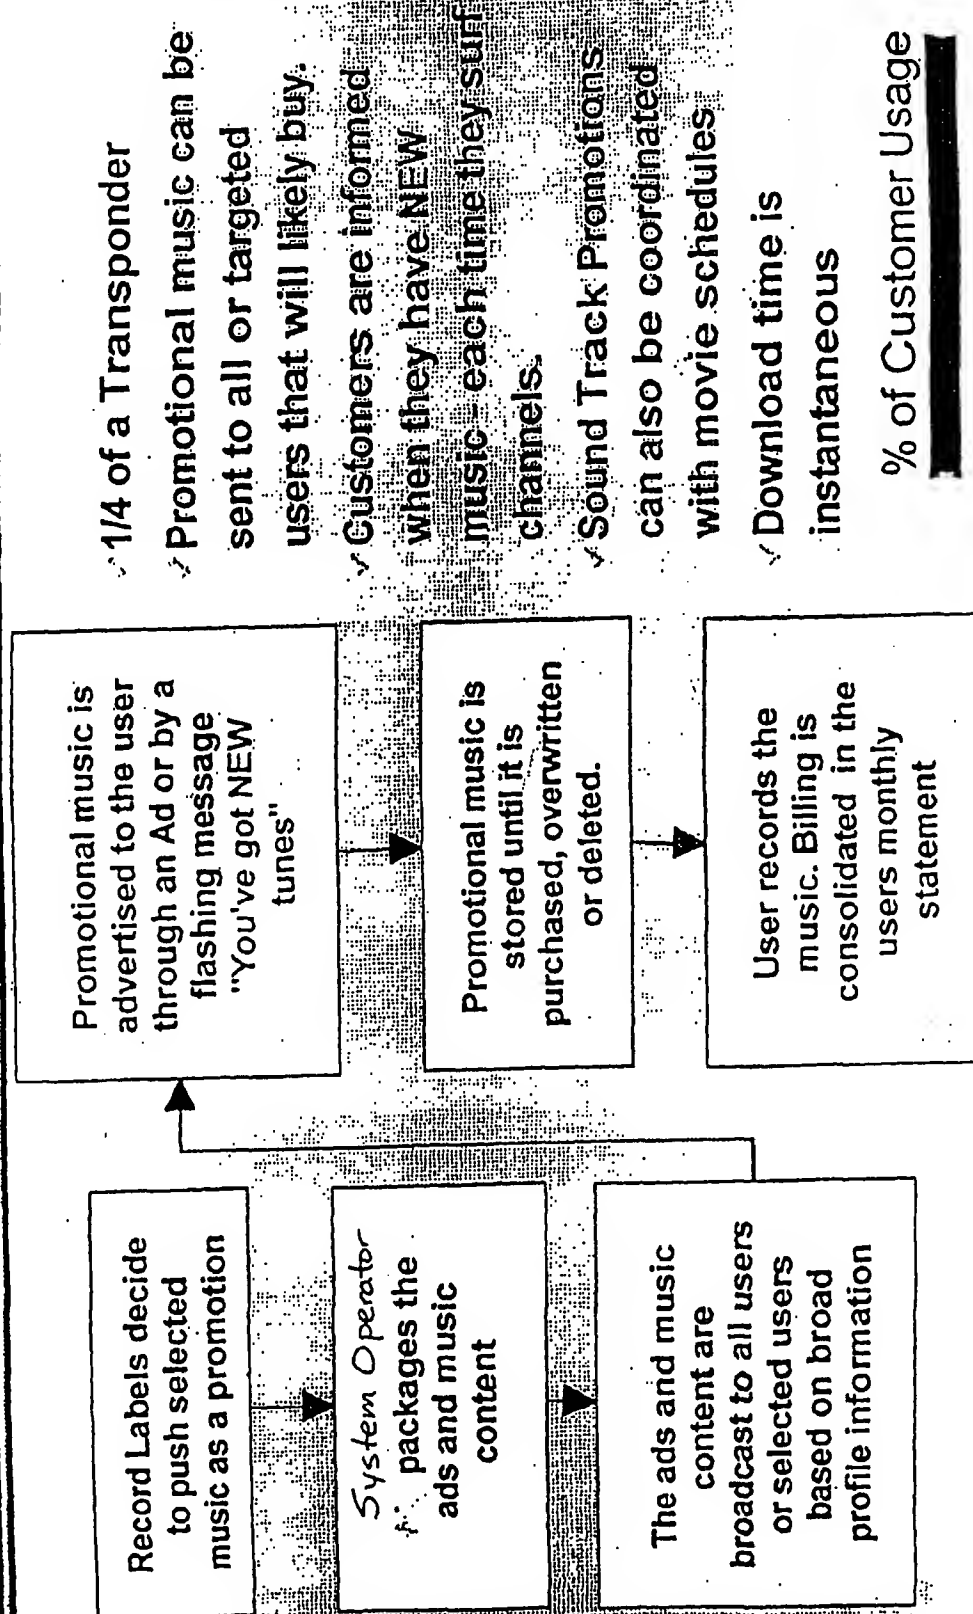 Record Labels decide
to push selected
music as a promotion
System Operator
packages the
ads and music
content
The ads and music
content are
broadcast to all users
or selected users
based on broad
profile information
Promotional music is
advertised to the user
through an Ad or by a
flashing message
"You've got NEW
tunes"
Promotional music is
stored until it is
purchased, overwritten
or deleted.
User records the
music. Billing is
consolidated in the
users monthly
statement
✓ 1/4 of a Transponder
✓ Promotional music can be
sent to all or targeted
users that will likely buy.
✓ Customers are informed
when they have NEW
music - each time they surf
channels.
✓ Sound Track Promotions
can also be coordinated
with movie schedules
✓ Download time is
instantaneous
% of Customer Usage